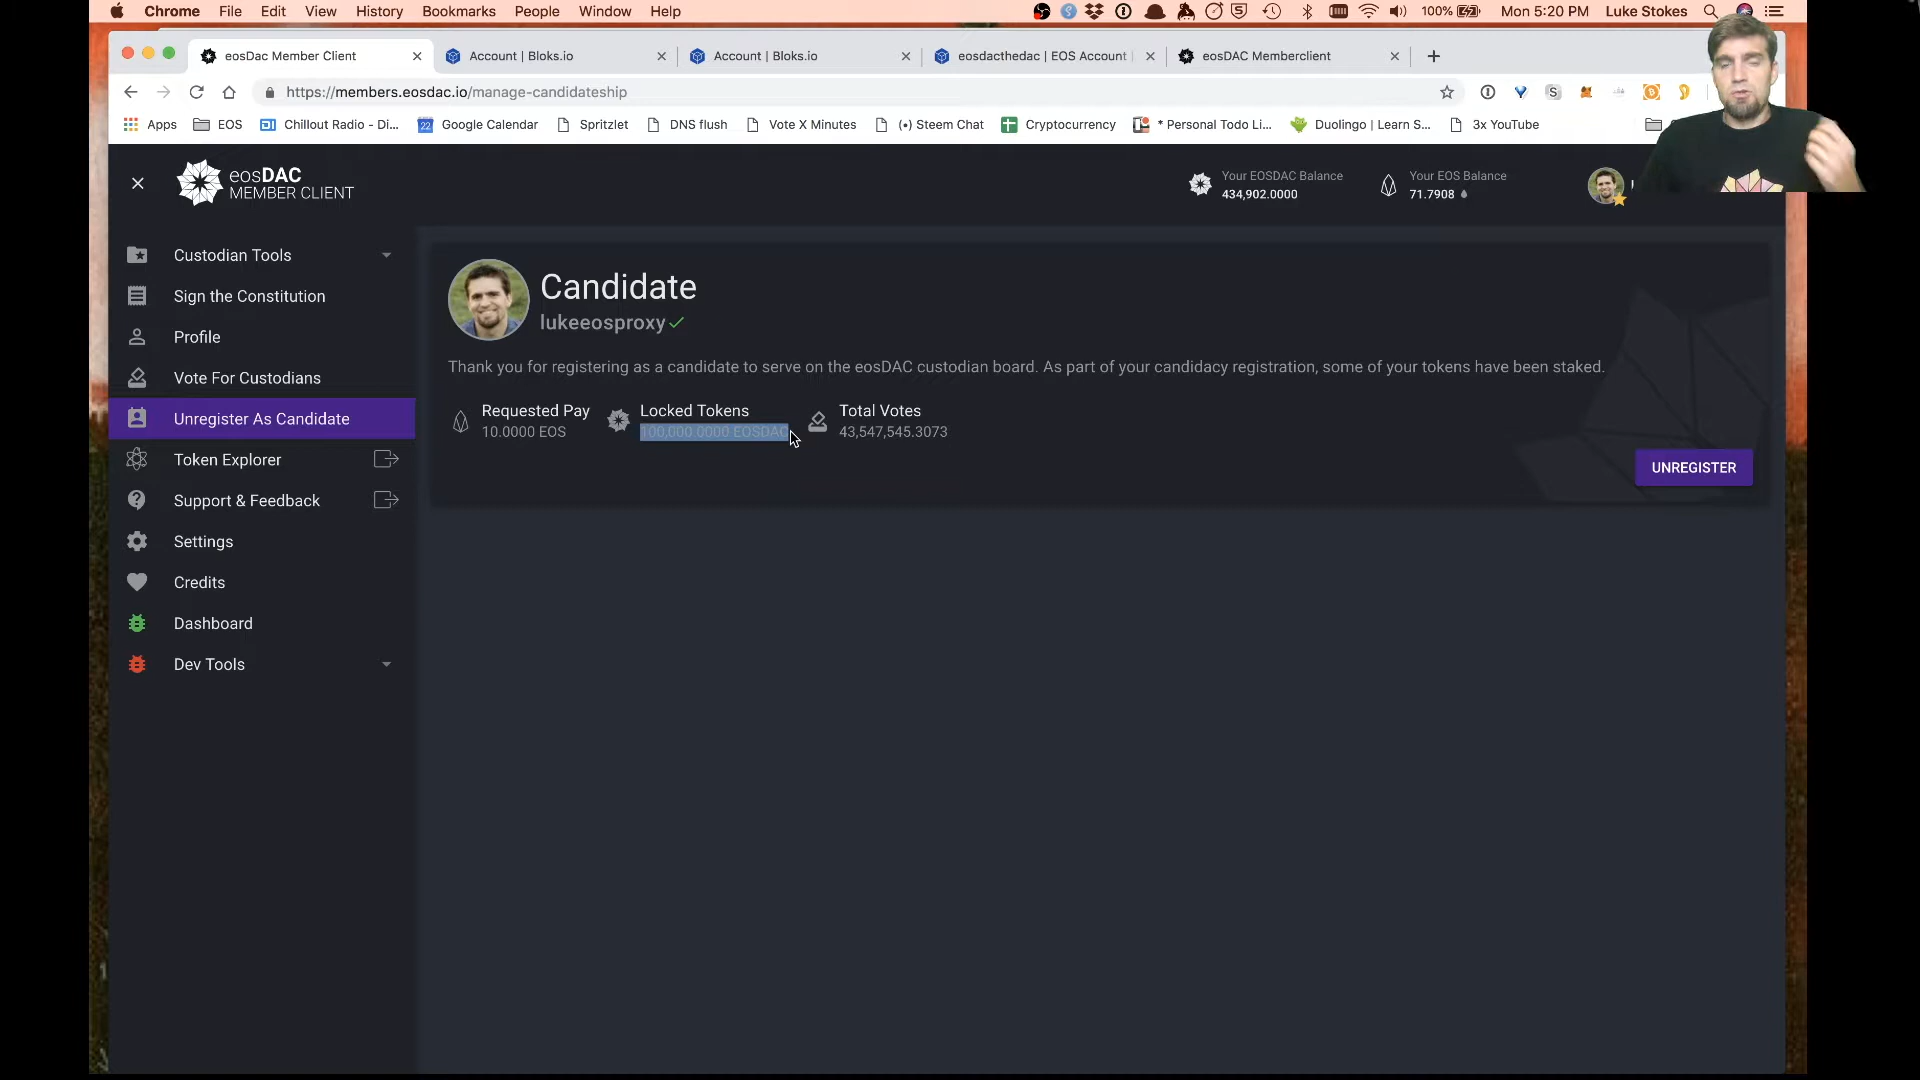 Chrome File Edit View History Bookmarks People Window Help 100% Mon 5:20 PM Luke Stokes
eosDac Member Client Account | Bloks.io Account | Bloks.io eosdacthedac | EOS Account eosDAC Memberclient
https://members.eosdac.io/manage-candidateship
Apps EOS Chillout Radio - Di... Google Calendar Spritzlet DNS flush Vote X Minutes (•) Steem Chat Cryptocurrency * Personal Todo Li... Duolingo | Learn S... 3x YouTube
eosDAC
MEMBER CLIENT
Your EOSDAC Balance
434,902.0000
Your EOS Balance
71.7908
Custodian Tools
Sign the Constitution
Profile
Vote For Custodians
Unregister As Candidate
Token Explorer
Support & Feedback
Settings
Credits
Dashboard
Dev Tools
Candidate
lukeeosproxy
Thank you for registering as a candidate to serve on the eosDAC custodian board. As part of your candidacy registration, some of your tokens have been staked.
Requested Pay
10.0000 EOS
Locked Tokens
100,000.0000 EOSDAC
Total Votes
43,547,545.3073
UNREGISTER